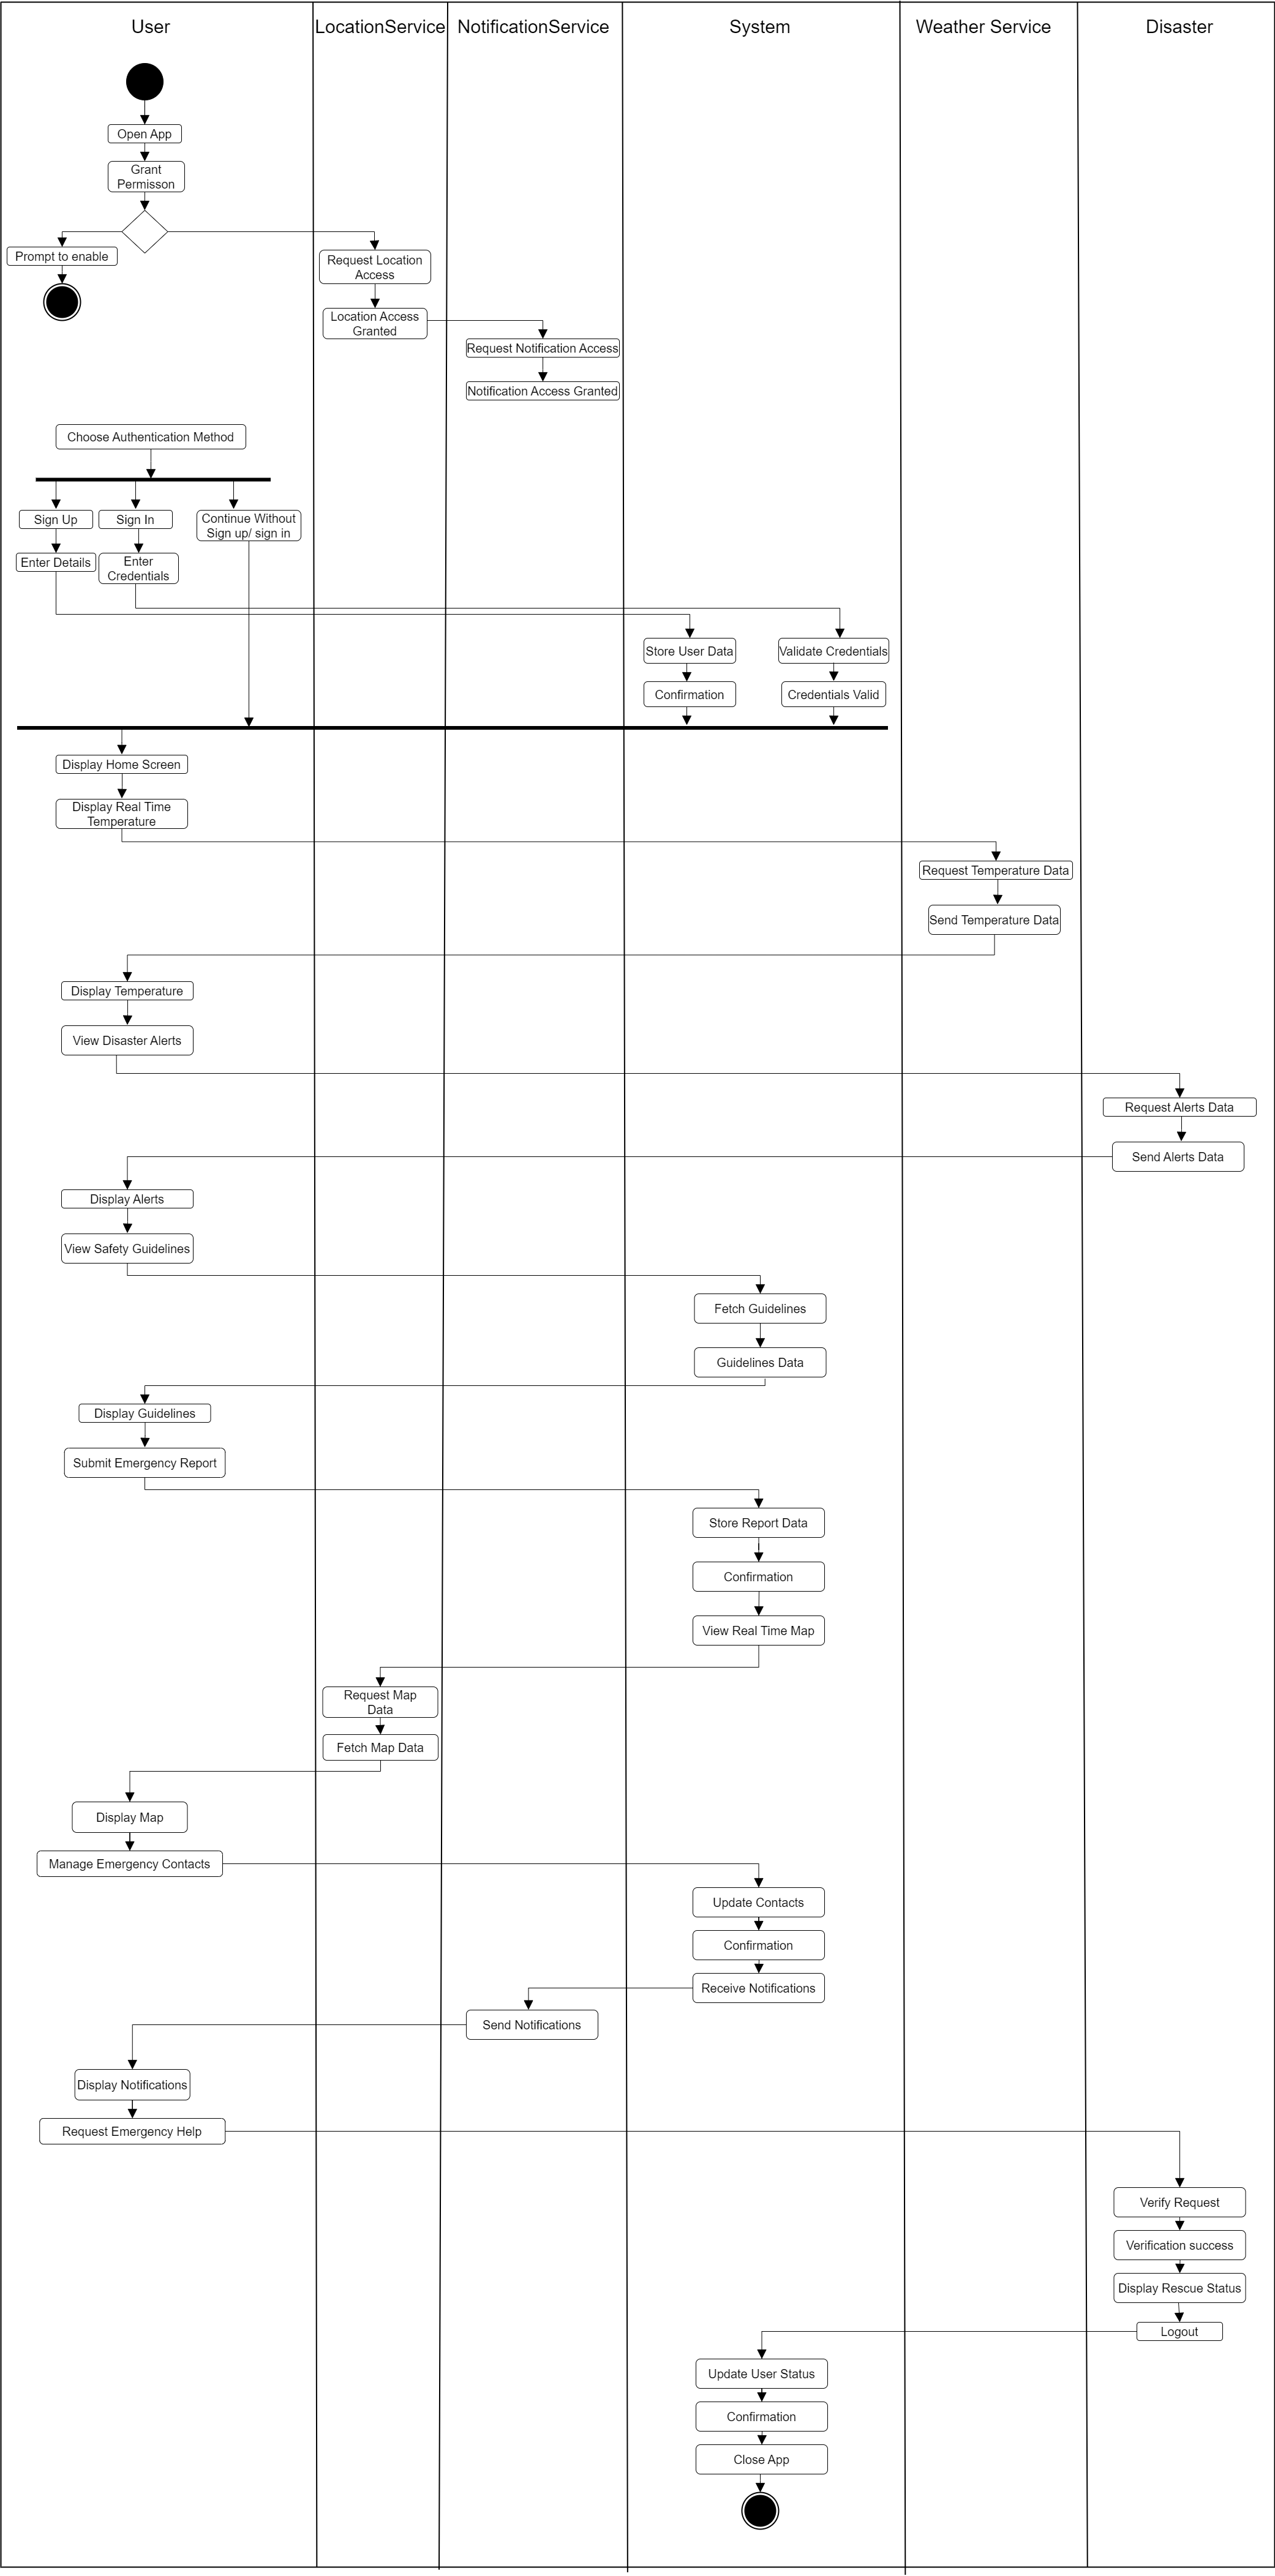 User
LocationService
NotificationService
System
Weather Service
Disaster
Open App
Grant
Permisson
Prompt to enable
Request Location
Access
Location Access
Granted
Request Notification Access
Notification Access Granted
Choose Authentication Method
Sign Up
Sign In
Continue Without
Sign up/ sign in
Enter Details
Enter
Credentials
Store User Data
Validate Credentials
Confirmation
Credentials Valid
Display Home Screen
Display Real Time
Temperature
Request Temperature Data
Send Temperature Data
Display Temperature
View Disaster Alerts
Request Alerts Data
Send Alerts Data
Display Alerts
View Safety Guidelines
Fetch Guidelines
Guidelines Data
Display Guidelines
Submit Emergency Report
Store Report Data
Confirmation
View Real Time Map
Request Map
Data
Fetch Map Data
Display Map
Manage Emergency Contacts
Update Contacts
Confirmation
Receive Notifications
Send Notifications
Display Notifications
Request Emergency Help
Verify Request
Verification success
Display Rescue Status
Logout
Update User Status
Confirmation
Close App